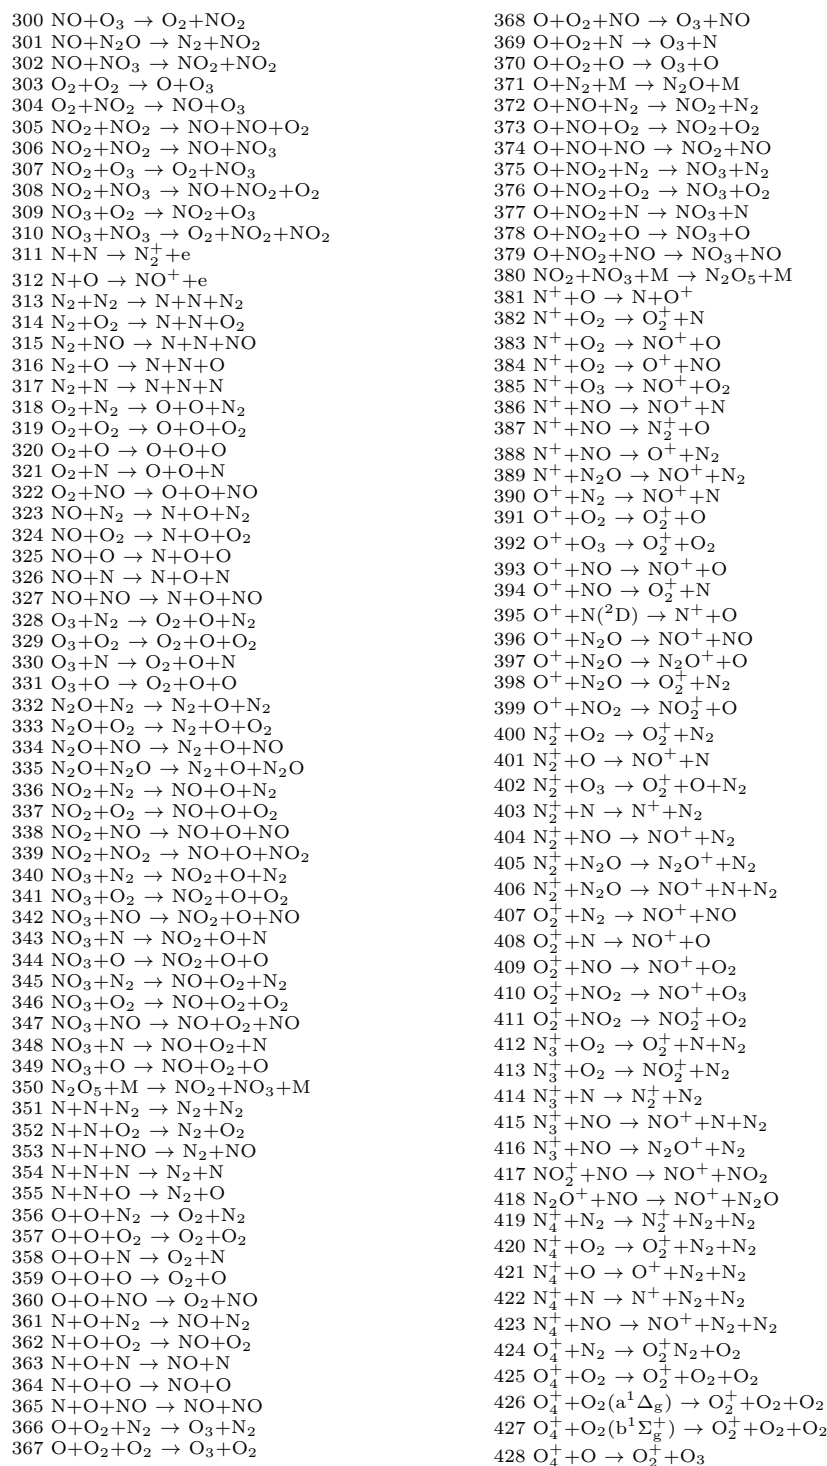 300 NO+O₃ → O₂+NO₂
301 NO+N₂O → N₂+NO₂
302 NO+NO₃ → NO₂+NO₂
303 O₂+O₂ → O+O₃
304 O₂+NO₂ → NO+O₃
305 NO₂+NO₂ → NO+NO+O₂
306 NO₂+NO₂ → NO+NO₃
307 NO₂+O₃ → O₂+NO₃
308 NO₂+NO₃ → NO+NO₂+O₂
309 NO₃+O₂ → NO₂+O₃
310 NO₃+NO₃ → O₂+NO₂+NO₂
311 N+N → N₂⁺+e
312 N+O → NO⁺+e
313 N₂+N₂ → N+N+N₂
314 N₂+O₂ → N+N+O₂
315 N₂+NO → N+N+NO
316 N₂+O → N+N+O
317 N₂+N → N+N+N
318 O₂+N₂ → O+O+N₂
319 O₂+O₂ → O+O+O₂
320 O₂+O → O+O+O
321 O₂+N → O+O+N
322 O₂+NO → O+O+NO
323 NO+N₂ → N+O+N₂
324 NO+O₂ → N+O+O₂
325 NO+O → N+O+O
326 NO+N → N+O+N
327 NO+NO → N+O+NO
328 O₃+N₂ → O₂+O+N₂
329 O₃+O₂ → O₂+O+O₂
330 O₃+N → O₂+O+N
331 O₃+O → O₂+O+O
332 N₂O+N₂ → N₂+O+N₂
333 N₂O+O₂ → N₂+O+O₂
334 N₂O+NO → N₂+O+NO
335 N₂O+N₂O → N₂+O+N₂O
336 NO₂+N₂ → NO+O+N₂
337 NO₂+O₂ → NO+O+O₂
338 NO₂+NO → NO+O+NO
339 NO₂+NO₂ → NO+O+NO₂
340 NO₃+N₂ → NO₂+O+N₂
341 NO₃+O₂ → NO₂+O+O₂
342 NO₃+NO → NO₂+O+NO
343 NO₃+N → NO₂+O+N
344 NO₃+O → NO₂+O+O
345 NO₃+N₂ → NO+O₂+N₂
346 NO₃+O₂ → NO+O₂+O₂
347 NO₃+NO → NO+O₂+NO
348 NO₃+N → NO+O₂+N
349 NO₃+O → NO+O₂+O
350 N₂O₅+M → NO₂+NO₃+M
351 N+N+N₂ → N₂+N₂
352 N+N+O₂ → N₂+O₂
353 N+N+NO → N₂+NO
354 N+N+N → N₂+N
355 N+N+O → N₂+O
356 O+O+N₂ → O₂+N₂
357 O+O+O₂ → O₂+O₂
358 O+O+N → O₂+N
359 O+O+O → O₂+O
360 O+O+NO → O₂+NO
361 N+O+N₂ → NO+N₂
362 N+O+O₂ → NO+O₂
363 N+O+N → NO+N
364 N+O+O → NO+O
365 N+O+NO → NO+NO
366 O+O₂+N₂ → O₃+N₂
367 O+O₂+O₂ → O₃+O₂
368 O+O₂+NO → O₃+NO
369 O+O₂+N → O₃+N
370 O+O₂+O → O₃+O
371 O+N₂+M → N₂O+M
372 O+NO+N₂ → NO₂+N₂
373 O+NO+O₂ → NO₂+O₂
374 O+NO+NO → NO₂+NO
375 O+NO₂+N₂ → NO₃+N₂
376 O+NO₂+O₂ → NO₃+O₂
377 O+NO₂+N → NO₃+N
378 O+NO₂+O → NO₃+O
379 O+NO₂+NO → NO₃+NO
380 NO₂+NO₃+M → N₂O₅+M
381 N⁺+O → N+O⁺
382 N⁺+O₂ → O₂⁺+N
383 N⁺+O₂ → NO⁺+O
384 N⁺+O₂ → O⁺+NO
385 N⁺+O₃ → NO⁺+O₂
386 N⁺+NO → NO⁺+N
387 N⁺+NO → N₂⁺+O
388 N⁺+NO → O⁺+N₂
389 N⁺+N₂O → NO⁺+N₂
390 O⁺+N₂ → NO⁺+N
391 O⁺+O₂ → O₂⁺+O
392 O⁺+O₃ → O₂⁺+O₂
393 O⁺+NO → NO⁺+O
394 O⁺+NO → O₂⁺+N
395 O⁺+N(²D) → N⁺+O
396 O⁺+N₂O → NO⁺+NO
397 O⁺+N₂O → N₂O⁺+O
398 O⁺+N₂O → O₂⁺+N₂
399 O⁺+NO₂ → NO₂⁺+O
400 N₂⁺+O₂ → O₂⁺+N₂
401 N₂⁺+O → NO⁺+N
402 N₂⁺+O₃ → O₂⁺+O+N₂
403 N₂⁺+N → N⁺+N₂
404 N₂⁺+NO → NO⁺+N₂
405 N₂⁺+N₂O → N₂O⁺+N₂
406 N₂⁺+N₂O → NO⁺+N+N₂
407 O₂⁺+N₂ → NO⁺+NO
408 O₂⁺+N → NO⁺+O
409 O₂⁺+NO → NO⁺+O₂
410 O₂⁺+NO₂ → NO⁺+O₃
411 O₂⁺+NO₂ → NO₂⁺+O₂
412 N₃⁺+O₂ → O₂⁺+N+N₂
413 N₃⁺+O₂ → NO₂⁺+N₂
414 N₃⁺+N → N₂⁺+N₂
415 N₃⁺+NO → NO⁺+N+N₂
416 N₃⁺+NO → N₂O⁺+N₂
417 NO₂⁺+NO → NO⁺+NO₂
418 N₂O⁺+NO → NO⁺+N₂O
419 N₄⁺+N₂ → N₂⁺+N₂+N₂
420 N₄⁺+O₂ → O₂⁺+N₂+N₂
421 N₄⁺+O → O⁺+N₂+N₂
422 N₄⁺+N → N⁺+N₂+N₂
423 N₄⁺+NO → NO⁺+N₂+N₂
424 O₄⁺+N₂ → O₂⁺N₂+O₂
425 O₄⁺+O₂ → O₂⁺+O₂+O₂
426 O₄⁺+O₂(a¹Δg) → O₂⁺+O₂+O₂
427 O₄⁺+O₂(b¹Σg⁺) → O₂⁺+O₂+O₂
428 O₄⁺+O → O₂⁺+O₃